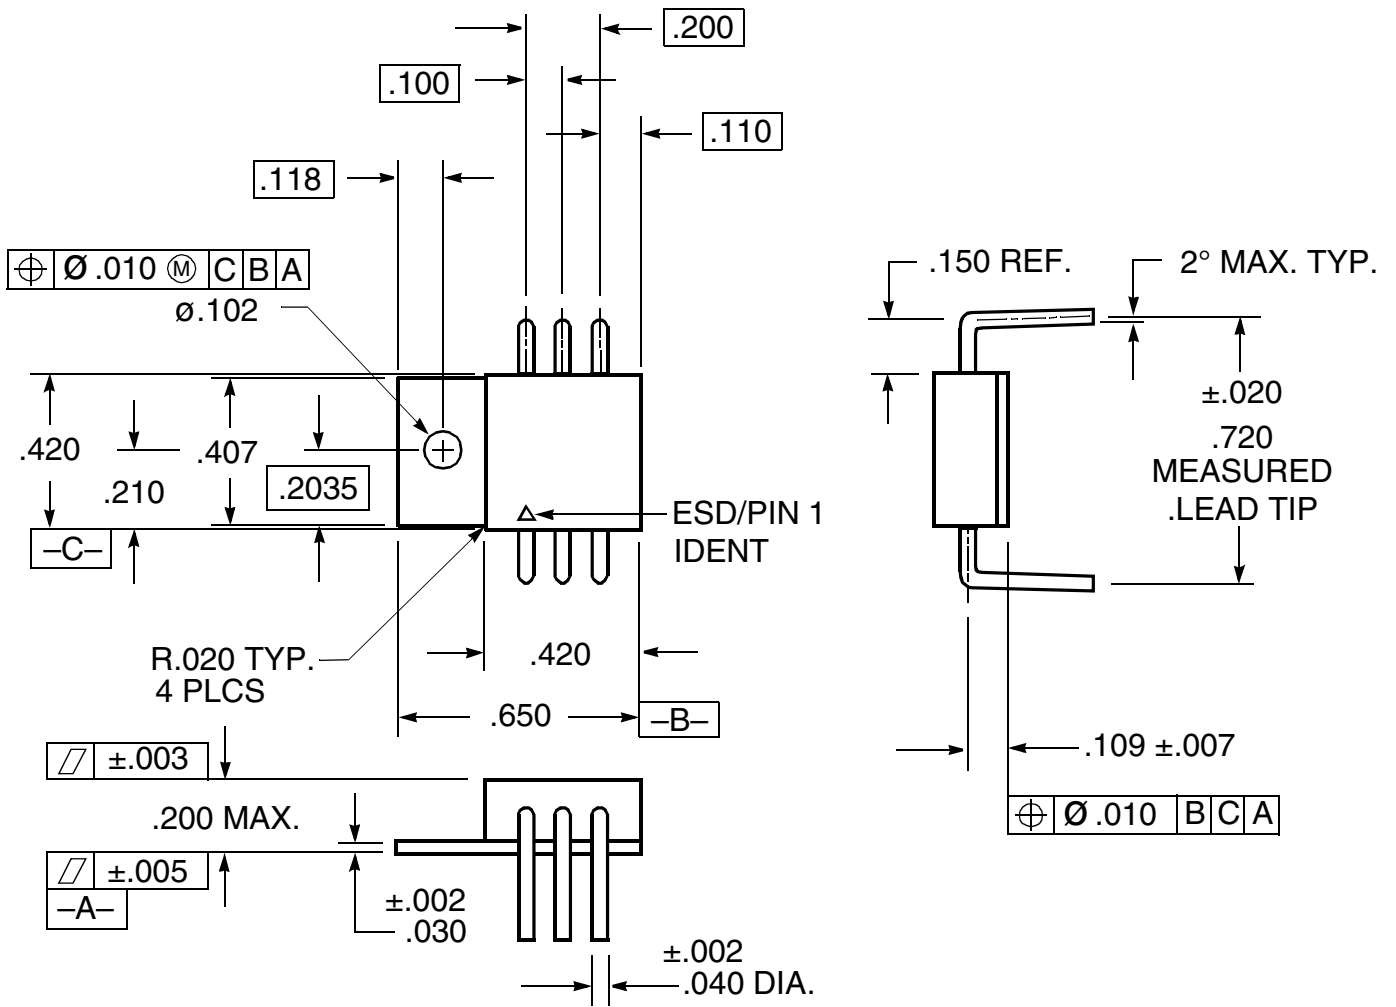 .200
.100
.110
.118
Ø .010 Ⓜ C B A
ø.102
.150 REF.
2° MAX. TYP.
.420
.407
.210
.2035
–C–
ESD/PIN 1
IDENT
±.020
.720
MEASURED
.LEAD TIP
R.020 TYP.
4 PLCS
.420
.650
–B–
.109 ±.007
Ø .010 B C A
±.003
.200 MAX.
±.005
–A–
±.002
.030
±.002
.040 DIA.